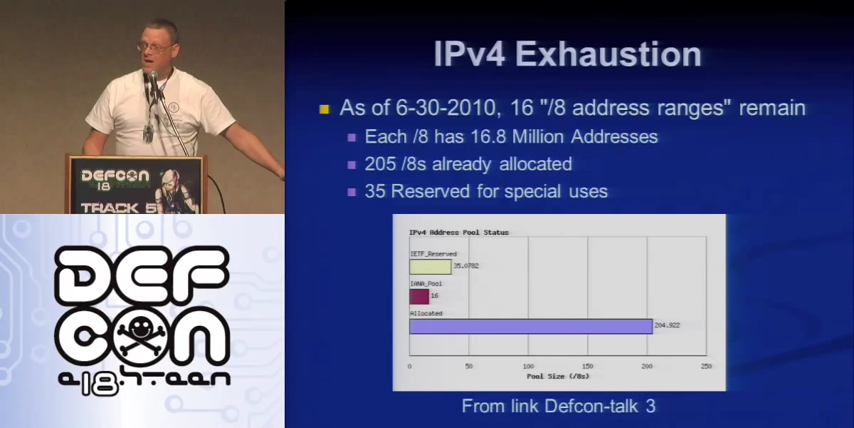 IPv4 Exhaustion
As of 6-30-2010, 16 "/8 address ranges" remain
Each /8 has 16.8 Million Addresses
205 /8s already allocated
35 Reserved for special uses
IPv4 Address Pool Status
IETF_Reserved
35.0782
IANA_Pool
16
Allocated
204.922
0 50 100 150 200 250
Pool Size (/8s)
From link Defcon-talk 3
DEFCON
18
TRACK 5
DEF
CON
e18hteen